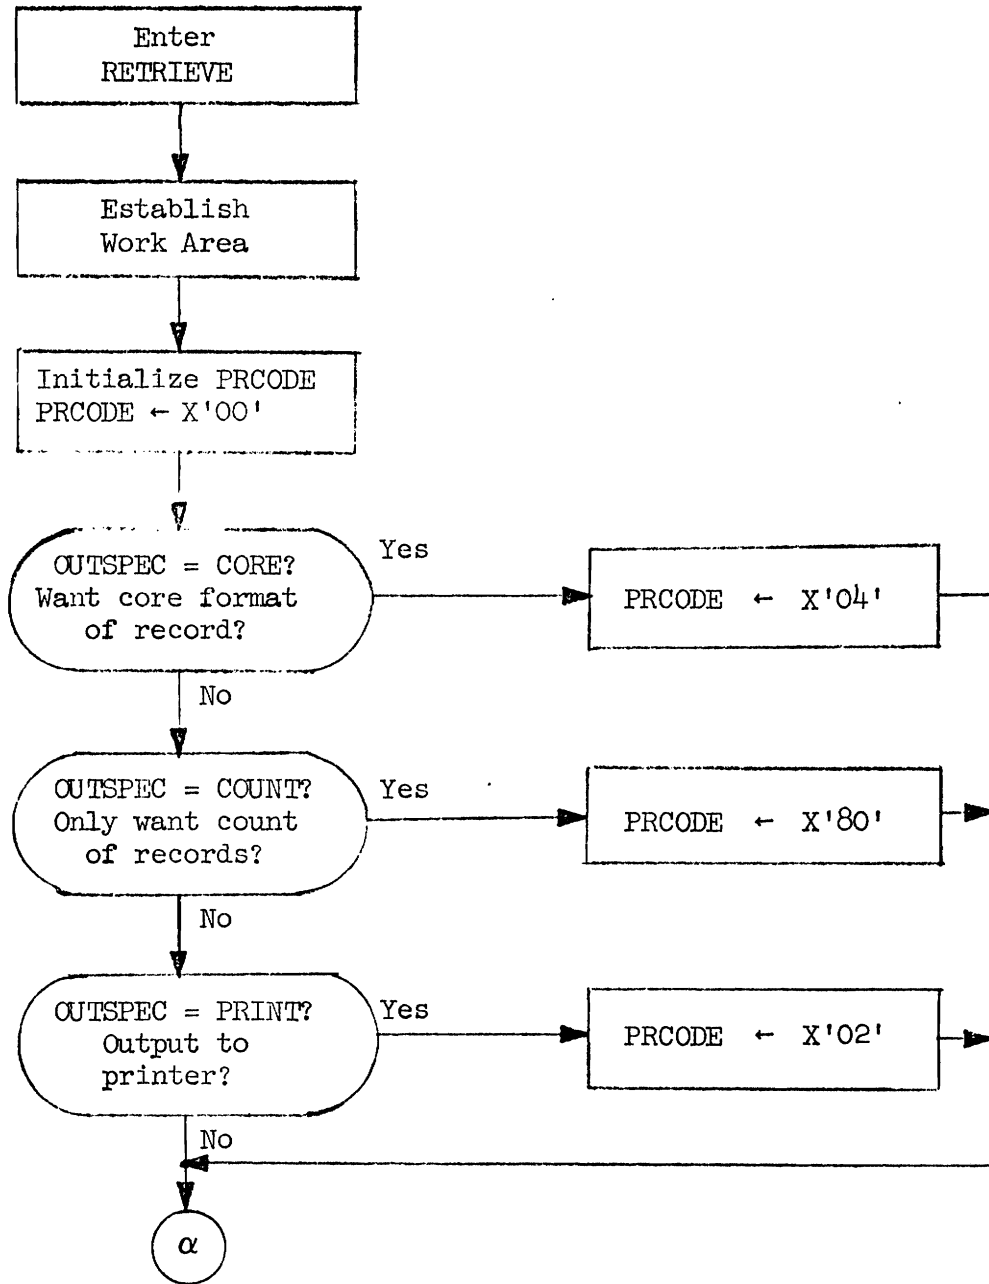 Enter
RETRIEVE
Establish
Work Area
Initialize PRCODE
PRCODE ← X'00'
OUTSPEC = CORE?
Want core format
of record?
Yes
PRCODE ← X'04'
No
OUTSPEC = COUNT?
Only want count
of records?
Yes
PRCODE ← X'80'
No
OUTSPEC = PRINT?
Output to
printer?
Yes
PRCODE ← X'02'
No
α